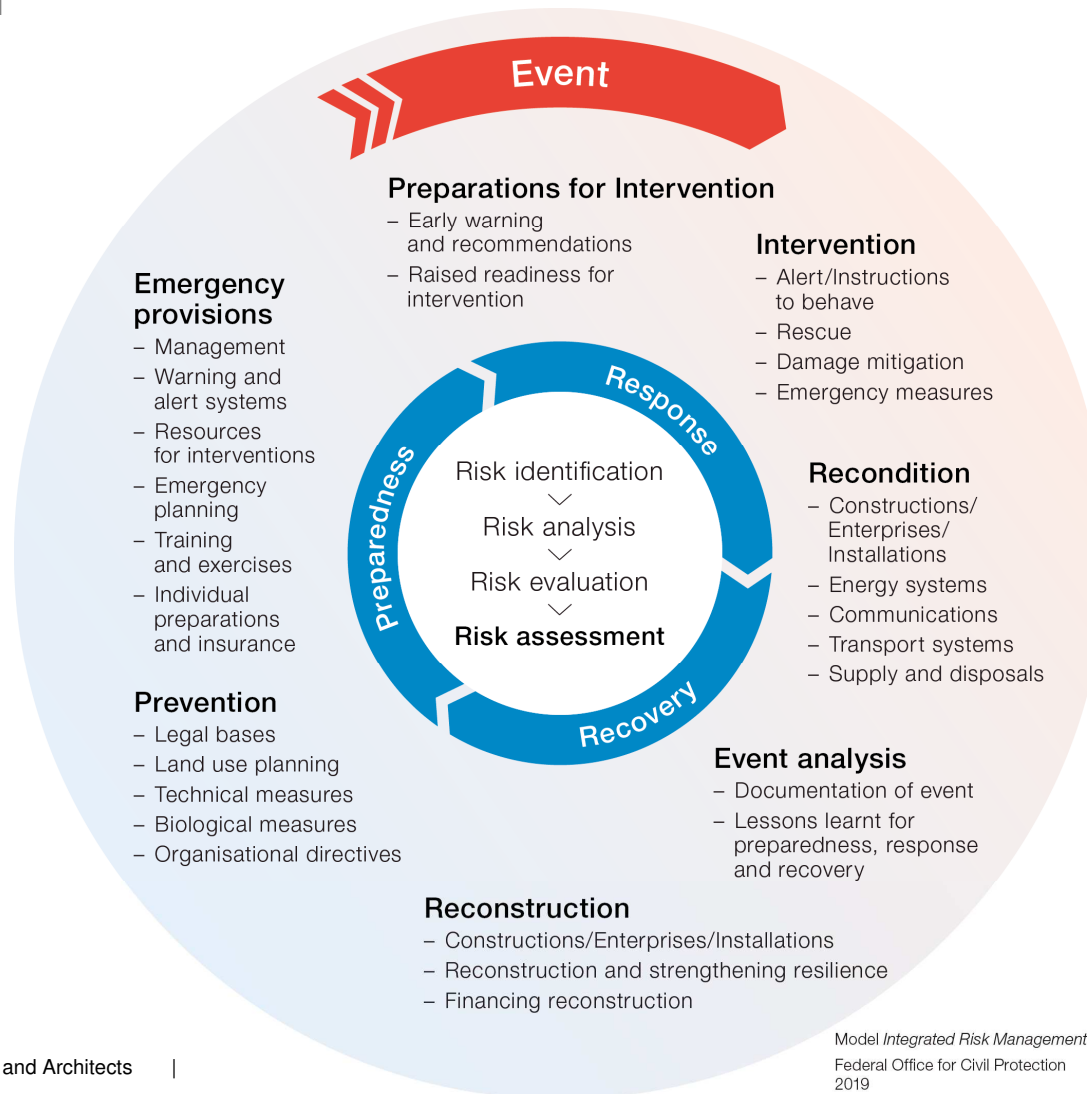 Event
Preparations for Intervention
– Early warning
and recommendations
– Raised readiness for
intervention
Intervention
– Alert/Instructions
to behave
– Rescue
– Damage mitigation
– Emergency measures
Emergency
provisions
– Management
– Warning and
alert systems
– Resources
for interventions
– Emergency
planning
– Training
and exercises
– Individual
preparations
and insurance
Response
Preparedness
Recovery
Risk identification
Risk analysis
Risk evaluation
Risk assessment
Recondition
– Constructions/
Enterprises/
Installations
– Energy systems
– Communications
– Transport systems
– Supply and disposals
Prevention
– Legal bases
– Land use planning
– Technical measures
– Biological measures
– Organisational directives
Event analysis
– Documentation of event
– Lessons learnt for
preparedness, response
and recovery
Reconstruction
– Constructions/Enterprises/Installations
– Reconstruction and strengthening resilience
– Financing reconstruction
and Architects |
Model Integrated Risk Management
Federal Office for Civil Protection
2019